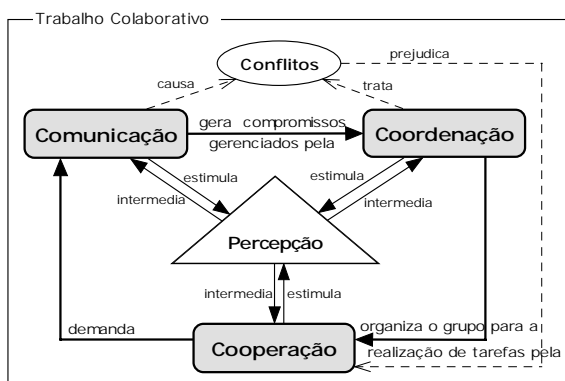 Trabalho Colaborativo
Conflitos
prejudica
causa
trata
Comunicação
gera compromissos
gerenciados pela
Coordenação
estimula
intermedia
estimula
intermedia
Percepção
intermedia
estimula
demanda
Cooperação
organiza o grupo para a
realização de tarefas pela